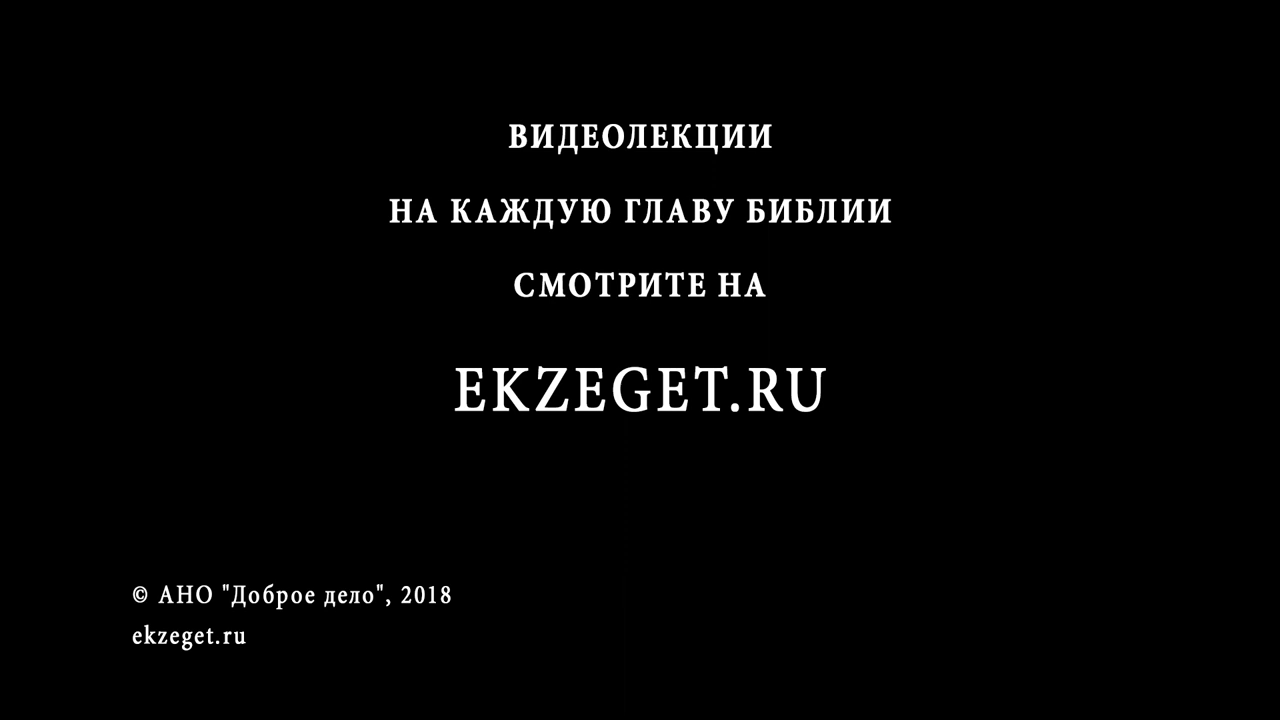 ВИДЕОЛЕКЦИИ
НА КАЖДУЮ ГЛАВУ БИБЛИИ
СМОТРИТЕ НА
EKZEGET.RU
© АНО "Доброе дело", 2018
ekzeget.ru